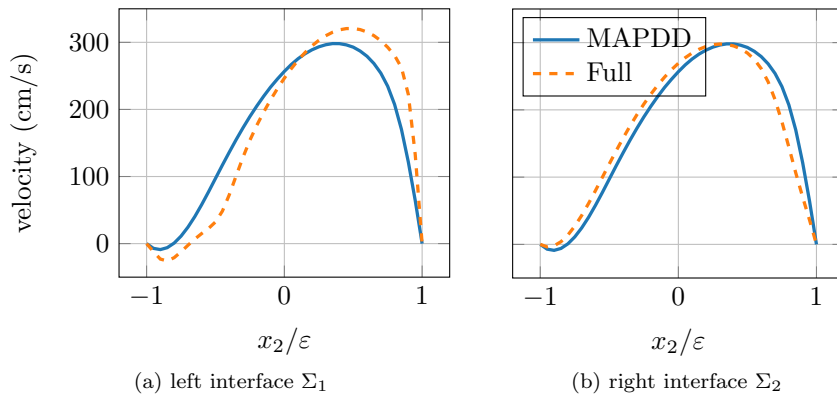 velocity (cm/s)
300
200
100
0
−1
0
1
x₂/ε
(a) left interface Σ₁
MAPDD
Full
−1
0
1
x₂/ε
(b) right interface Σ₂